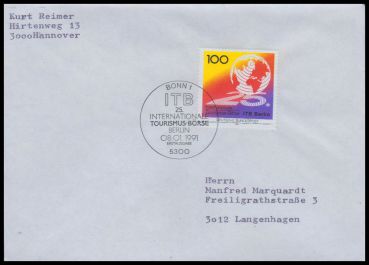 Kurt Reimer
Hirtenweg 13
3000Hannover
100
ITB Berlin
BONN 1
ITB
25.
INTERNATIONALE
TOURISMUS-BÖRSE
BERLIN
08.01.1991
ERSTAUSGABE
5300
Herrn
Manfred Marquardt
Freiligrathstraße 3
3012 Langenhagen